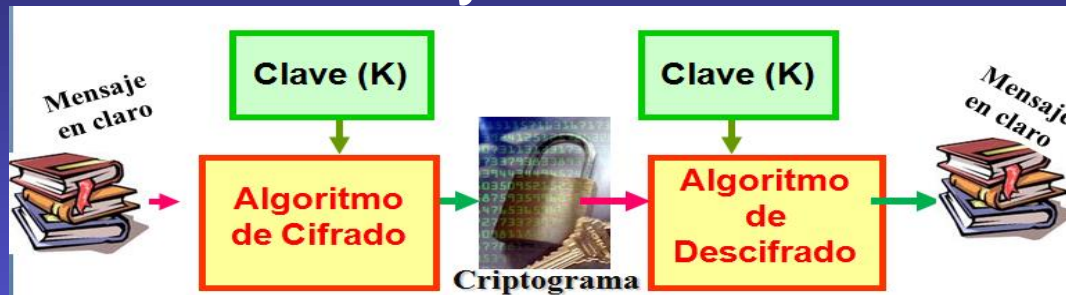 Mensaje
en claro
Clave (K)
Algoritmo
de Cifrado
Criptograma
Clave (K)
Algoritmo
de
Descifrado
Mensaje
en claro